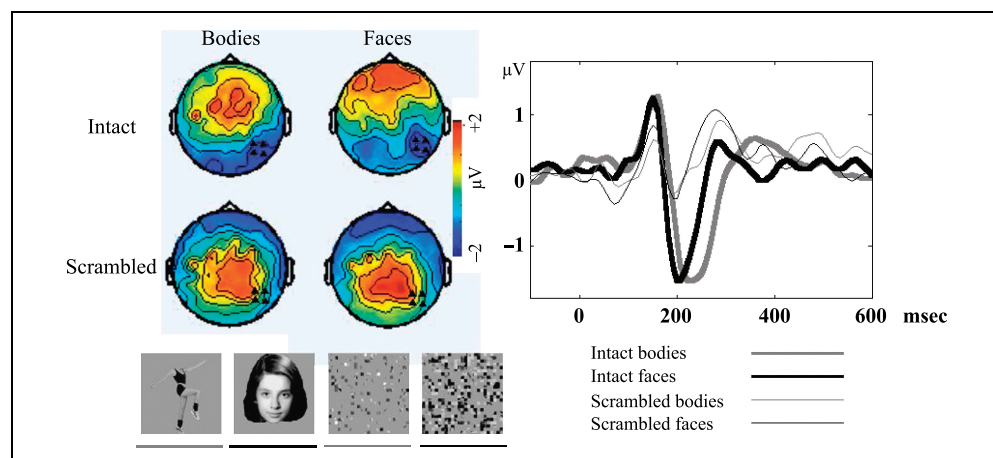 Bodies
Faces
Intact
Scrambled
+2
µV
−2
µV
1
0
−1
0
200
400
600
msec
Intact bodies
Intact faces
Scrambled bodies
Scrambled faces